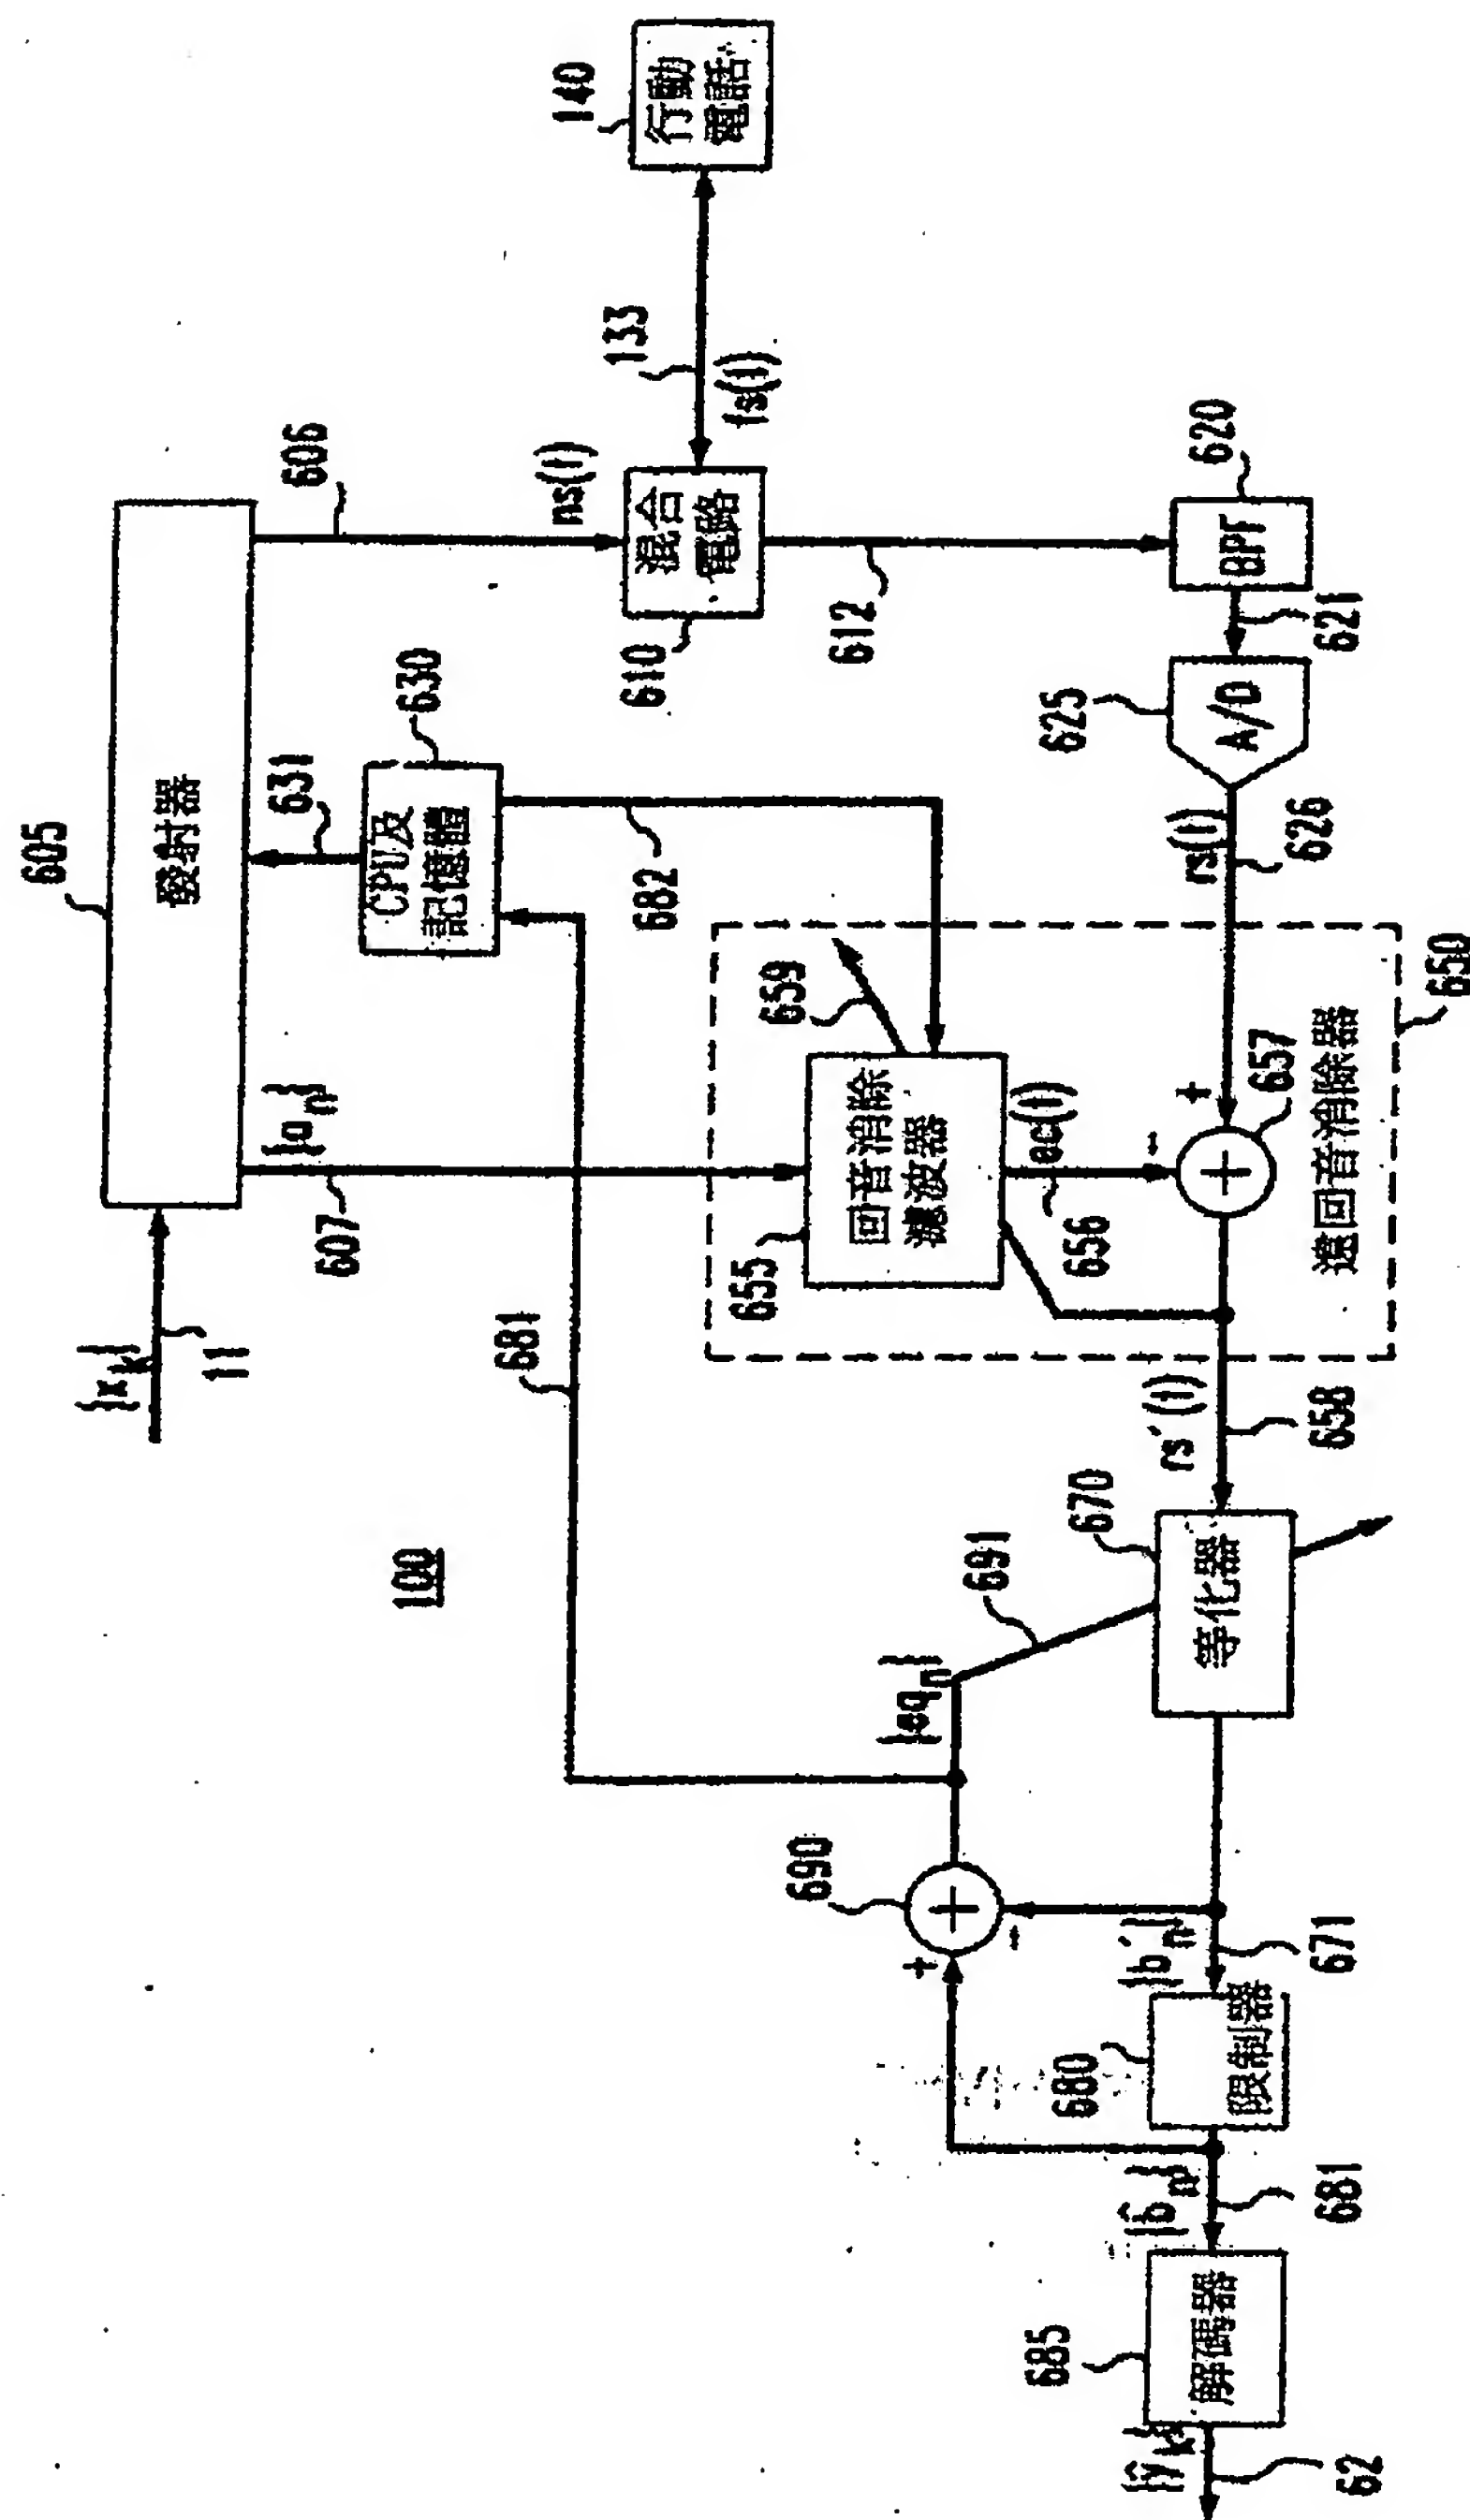 605
發射器
{x_k}
11
606
{a_n}
607
631
630
CPU及
記憶體
682
681
ns(t)
混合
電路
610
133
ts(t)
行動
電話
140
612
BPF
620
621
A/D
625
rs(t)
626
659
回音消除
濾波器
655
ec(t)
656
+
-
657
遠回音消除器
650
rs'(t)
658
100
等化器
670
691
{eq_n}
690
+
-
{b'_n}
671
限制器
680
{b̂_n}
681
解碼器
685
{ŷ_k}
62